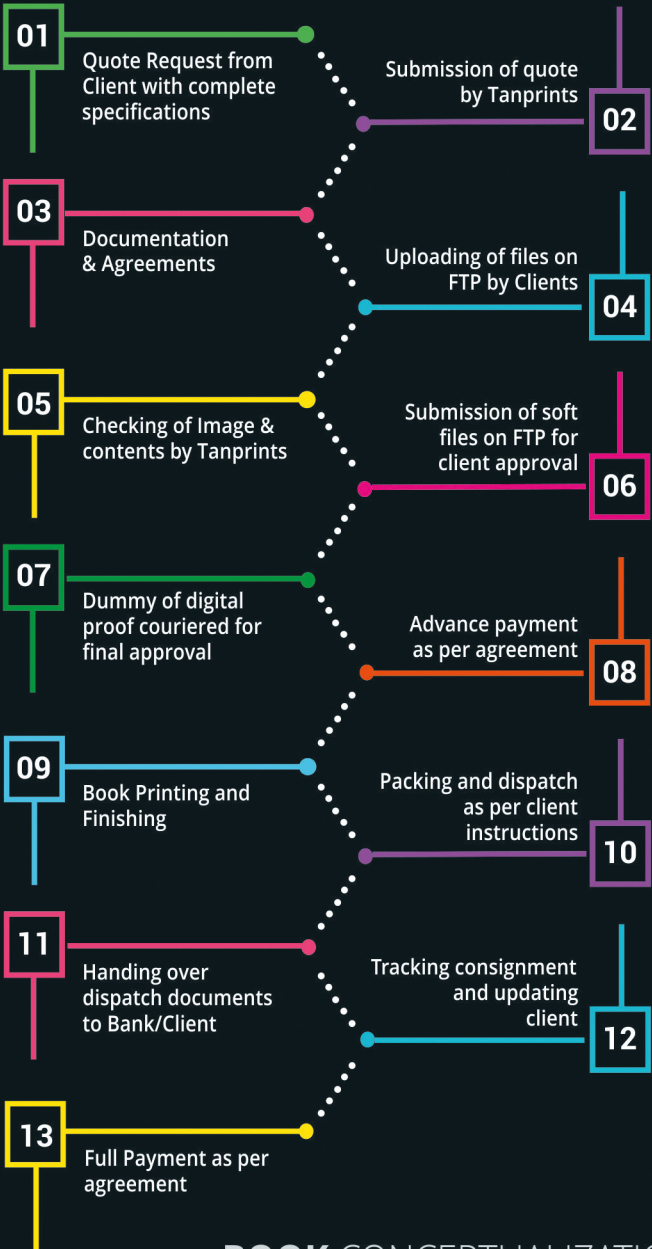 01
Quote Request from
Client with complete
specifications
Submission of quote
by Tanprints
02
03
Documentation
& Agreements
Uploading of files on
FTP by Clients
04
05
Checking of Image &
contents by Tanprints
Submission of soft
files on FTP for
client approval
06
07
Dummy of digital
proof couriered for
final approval
Advance payment
as per agreement
08
09
Book Printing and
Finishing
Packing and dispatch
as per client
instructions
10
11
Handing over
dispatch documents
to Bank/Client
Tracking consignment
and updating
client
12
13
Full Payment as per
agreement